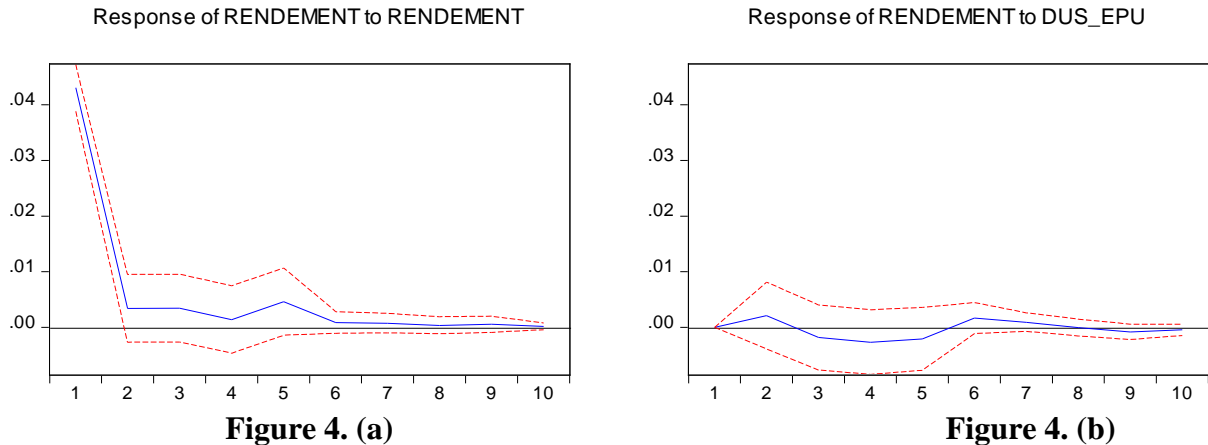 Response of RENDEMENT to RENDEMENT
.04
.03
.02
.01
.00
1 2 3 4 5 6 7 8 9 10
Figure 4. (a)
Response of RENDEMENT to DUS_EPU
.04
.03
.02
.01
.00
1 2 3 4 5 6 7 8 9 10
Figure 4. (b)